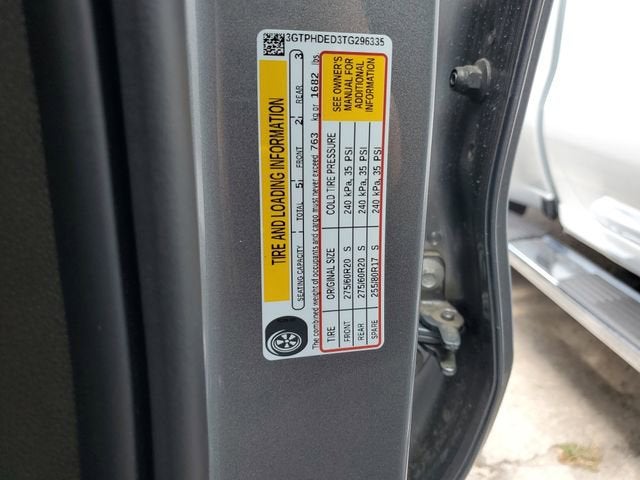 3GTPHDED3TG296335
TIRE AND LOADING INFORMATION
SEATING CAPACITY TOTAL 5 FRONT 2 REAR 3
The combined weight of occupants and cargo must never exceed 763 kg or 1682 lbs.
TIRE ORIGINAL SIZE COLD TIRE PRESSURE
FRONT 275/60R20 S 240 kPa, 35 PSI
REAR 275/60R20 S 240 kPa, 35 PSI
SPARE 255/80R17 S 240 kPa, 35 PSI
SEE OWNER'S
MANUAL FOR
ADDITIONAL
INFORMATION